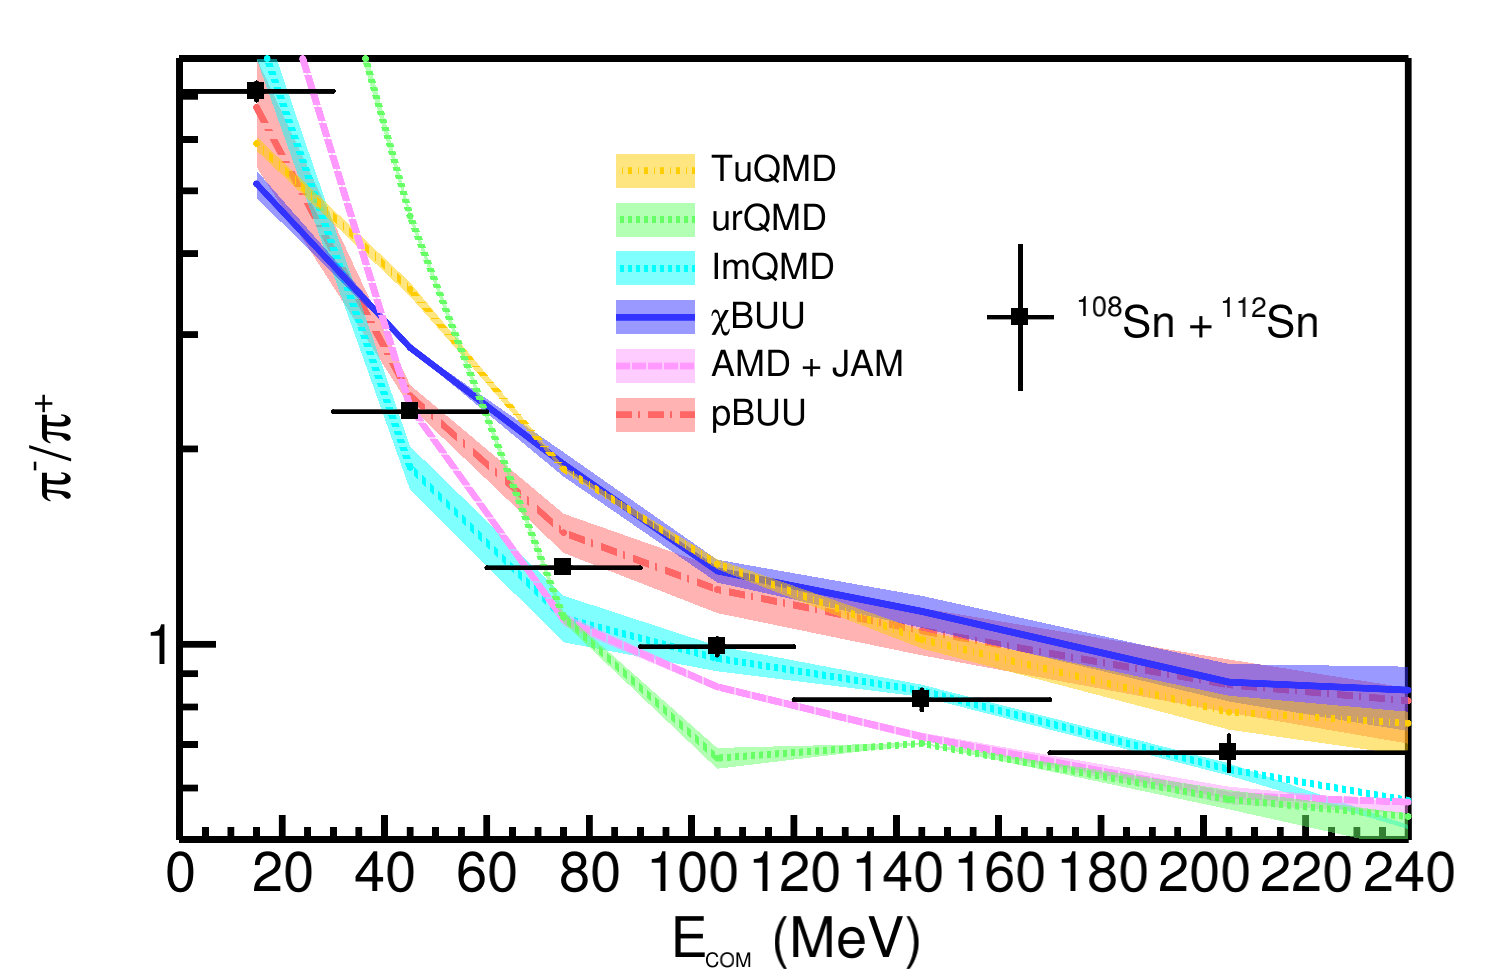 TuQMD
urQMD
ImQMD
χBUU
AMD + JAM
pBUU
¹⁰⁸Sn + ¹¹²Sn
π⁻/π⁺
1
0 20 40 60 80 100 120 140 160 180 200 220 240
E_COM (MeV)